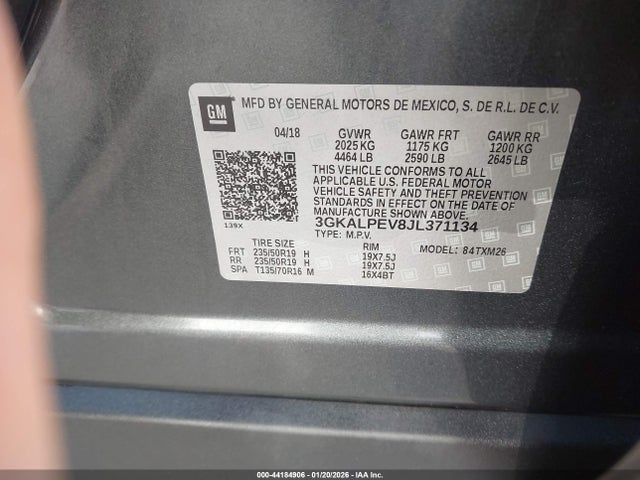 GM
MFD BY GENERAL MOTORS DE MEXICO, S. DE R.L. DE C.V.
04/18 GVWR GAWR FRT GAWR RR
2025 KG 1175 KG 1200 KG
4464 LB 2590 LB 2645 LB
THIS VEHICLE CONFORMS TO ALL
APPLICABLE U.S. FEDERAL MOTOR
VEHICLE SAFETY AND THEFT PREVENTION
STANDARDS IN EFFECT ON THE DATE OF
MANUFACTURE SHOWN ABOVE.
139X 3GKALPEV8JL371134
TYPE: M.P.V. MODEL: 84TXM26
TIRE SIZE RIM
FRT 235/50R19 H 19X7.5J
RR 235/50R19 H 19X7.5J
SPA T135/70R16 M 16X4BT
000-44184906 - 01/20/2026 - IAA Inc.